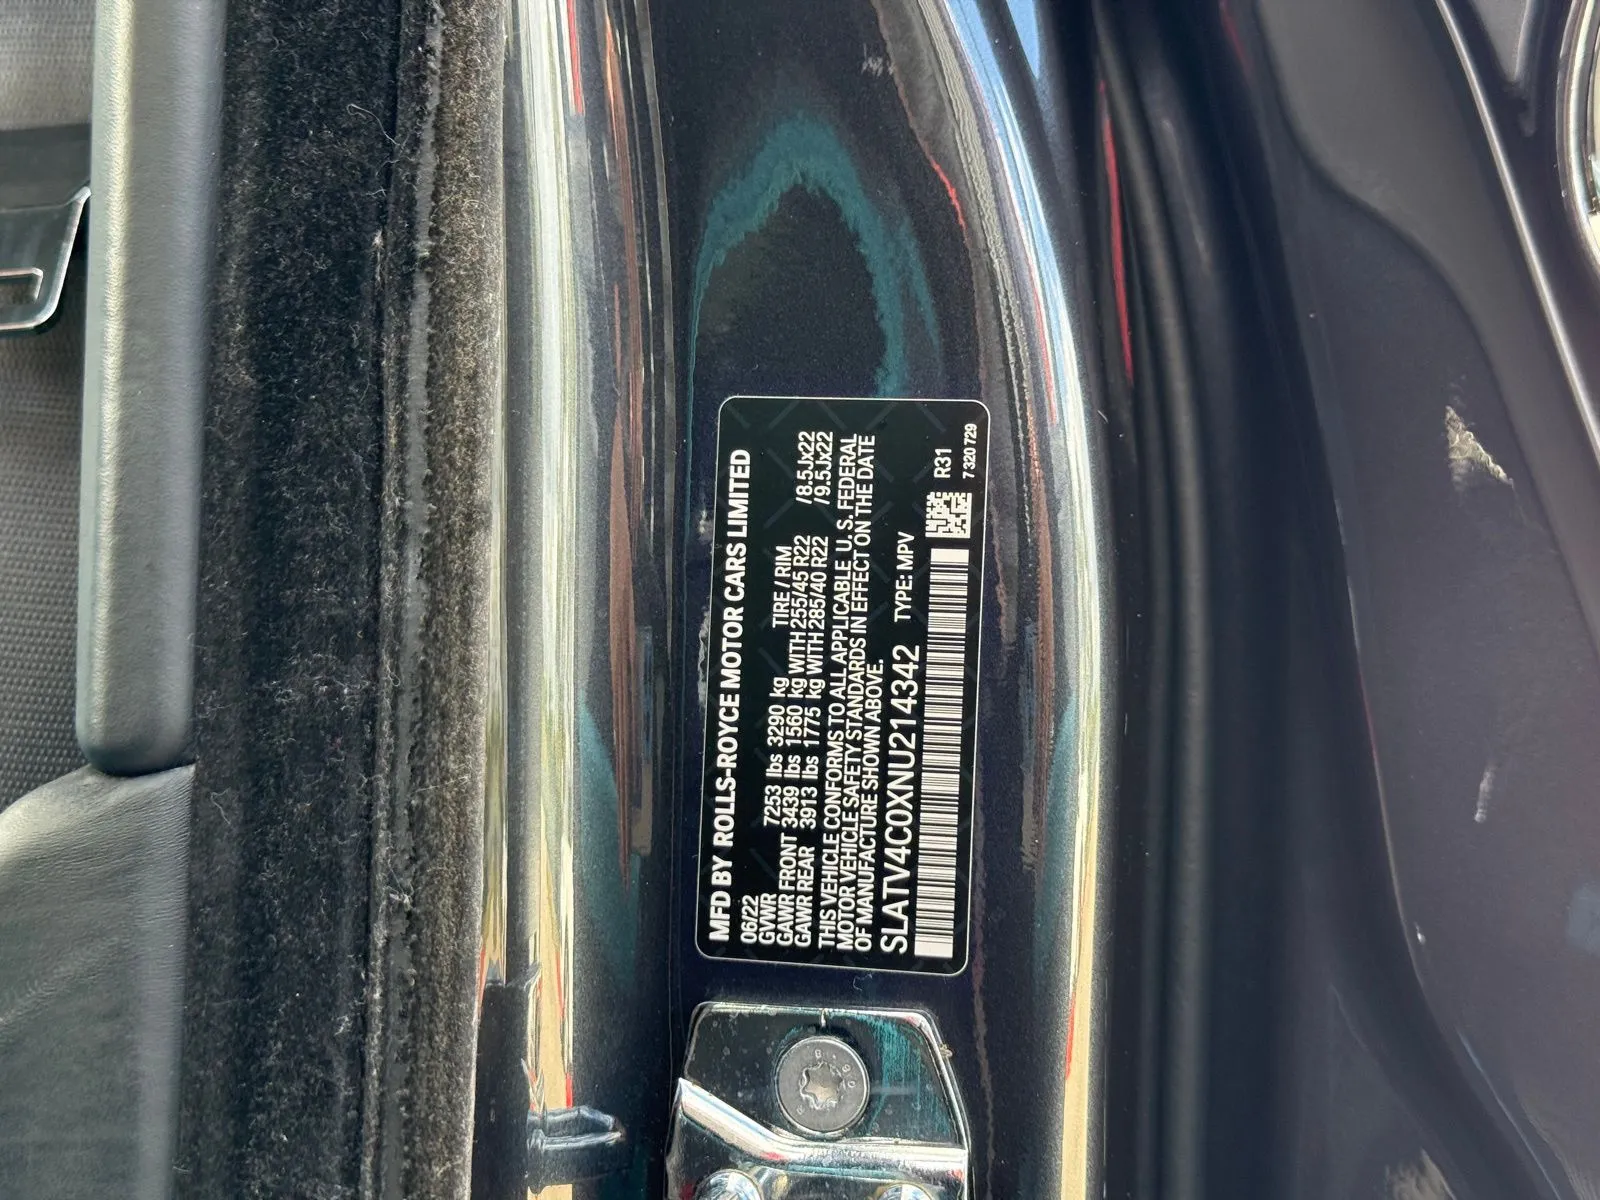 MFD BY ROLLS-ROYCE MOTOR CARS LIMITED
06/22
GVWR 7253 lbs 3290 kg TIRE / RIM
GAWR FRONT 3439 lbs 1560 kg WITH 255/45 R22 /8.5Jx22
GAWR REAR 3913 lbs 1775 kg WITH 285/40 R22 /9.5Jx22
THIS VEHICLE CONFORMS TO ALL APPLICABLE U. S. FEDERAL
MOTOR VEHICLE SAFETY STANDARDS IN EFFECT ON THE DATE
OF MANUFACTURE SHOWN ABOVE.
SLATV4C0XNU214342 TYPE: MPV
R31
7 320 729